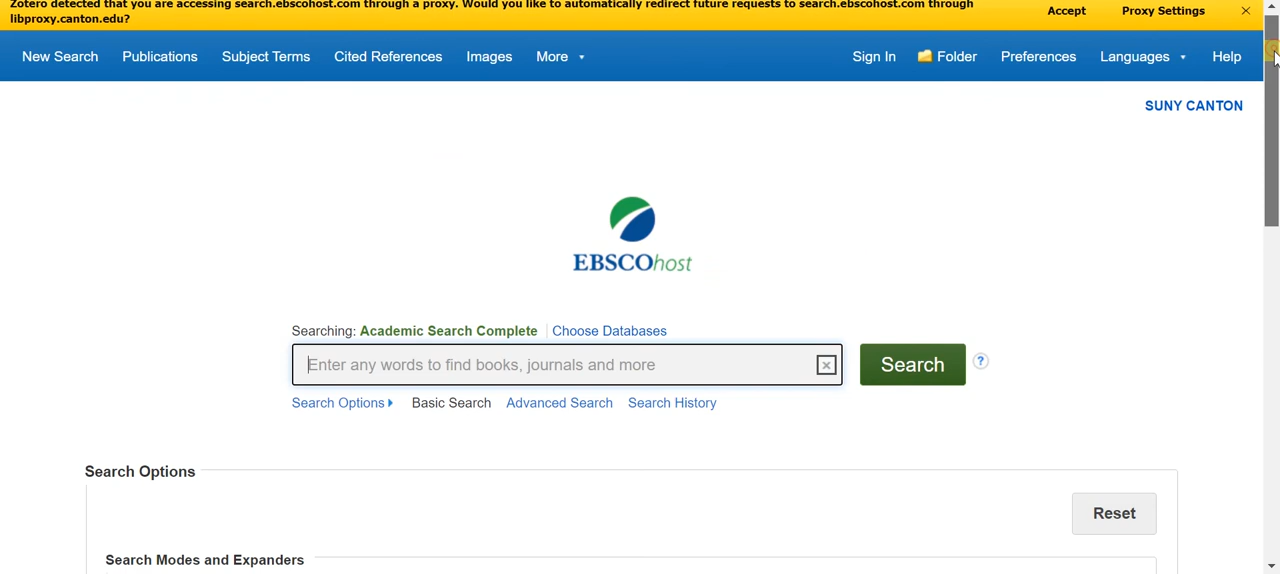 Zotero detected that you are accessing search.ebscohost.com through a proxy. Would you like to automatically redirect future requests to search.ebscohost.com through
libproxy.canton.edu?
Accept Proxy Settings
New Search Publications Subject Terms Cited References Images More Sign In Folder Preferences Languages Help
SUNY CANTON
EBSCOhost
Searching: Academic Search Complete Choose Databases
Enter any words to find books, journals and more
Search
?
Search Options Basic Search Advanced Search Search History
Search Options
Reset
Search Modes and Expanders